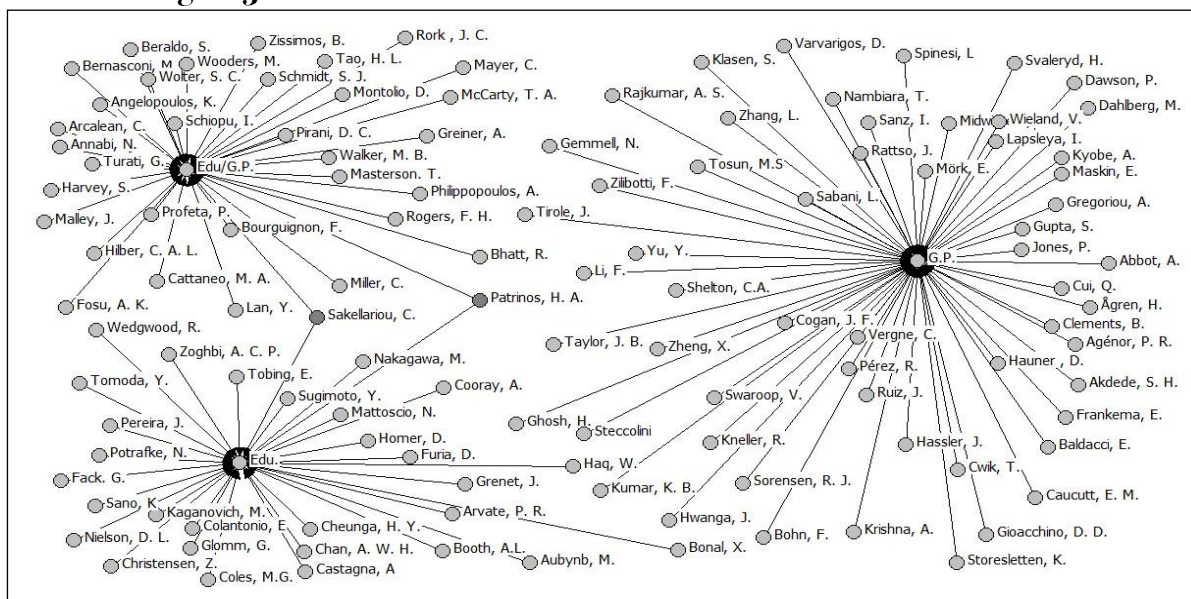 Beraldo, S.
Zissimos, B.
Rork , J. C.
Bernasconi, M
Wooders, M.
Tao, H. L.
Mayer, C.
Wolter, S. C.
Schmidt, S. J.
Angelopoulos, K.
Montolio, D.
McCarty, T. A.
Arcalean, C.
Schiopu, I.
Pirani, D. C.
Greiner, A.
Annabi, N.
Turati, G.
Edu/G.P.
Walker, M. B.
Masterson. T.
Harvey, S.
Philippopoulos, A.
Malley, J.
Profeta, P.
Bourguignon, F.
Rogers, F. H.
Hilber, C. A. L.
Bhatt, R.
Cattaneo, M. A.
Miller, C.
Fosu, A. K.
Lan, Y.
Sakellariou, C.
Patrinos, H. A.
Wedgwood, R.
Zoghbi, A. C. P.
Nakagawa, M.
Tomoda, Y.
Tobing, E.
Cooray, A.
Sugimoto, Y.
Pereira, J.
Mattoscio, N.
Potrafke, N.
Homer, D.
Edu.
Furia, D.
Fack. G.
Grenet, J.
Sano, K
Kaganovich, M.
Arvate, P. R.
Nielson, D. L.
Colantonio, E.
Cheunga, H. Y.
Glomm, G.
Chan, A. W. H.
Booth, A.L.
Christensen, Z.
Coles, M.G.
Castagna, A
Aubynb, M.
Varvarigos, D.
Spinesi, L
Klasen, S.
Svaleryd, H.
Dawson, P.
Rajkumar, A. S.
Nambiara, T.
Dahlberg, M.
Zhang, L.
Sanz, I.
Midw
Wieland, V.
Lapsleya, I.
Gemmell, N.
Rattso, J.
Kyobe, A.
Tosun, M.S
Mörk, E.
Maskin, E.
Zilibotti, F.
Sabani, L.
Gregoriou, A.
Tirole, J.
Gupta, S.
Yu, Y.
Jones, P.
G.P.
Abbot, A.
Li, F.
Shelton, C.A.
Cui, Q.
Ågren, H.
Cogan, J. F.
Clements, B.
Taylor, J. B.
Zheng, X.
Vergne, C.
Agénor, P. R.
Hauner , D.
Pérez, R.
Akdede, S. H.
Swaroop, V.
Ruiz, J.
Ghosh, H.
Frankema, E.
Steccolini
Kneller, R.
Hassler, J.
Baldacci, E.
Haq, W.
Cwik, T.
Kumar, K. B.
Sorensen, R. J.
Caucutt, E. M.
Hwanga, J.
Bohn, F.
Krishna, A.
Gioacchino, D. D.
Bonal, X.
Storesletten, K.